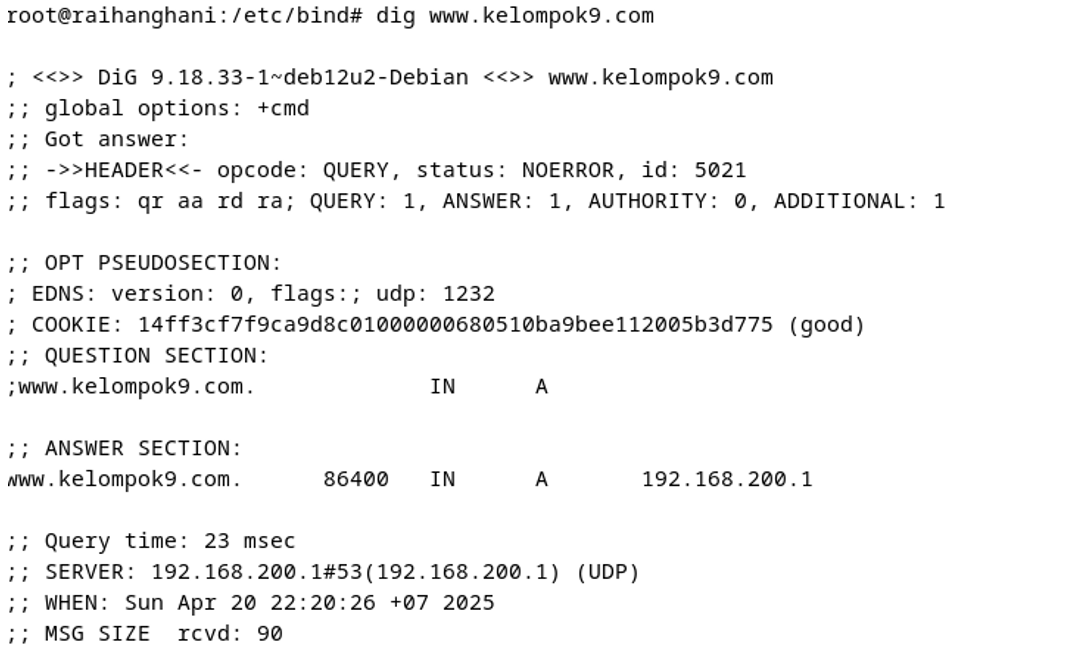 root@raihanghani:/etc/bind# dig www.kelompok9.com
; <<>> DiG 9.18.33-1~deb12u2-Debian <<>> www.kelompok9.com
;; global options: +cmd
;; Got answer:
;; ->>HEADER<<- opcode: QUERY, status: NOERROR, id: 5021
;; flags: qr aa rd ra; QUERY: 1, ANSWER: 1, AUTHORITY: 0, ADDITIONAL: 1
;; OPT PSEUDOSECTION:
; EDNS: version: 0, flags:; udp: 1232
; COOKIE: 14ff3cf7f9ca9d8c01000000680510ba9bee112005b3d775 (good)
;; QUESTION SECTION:
;www.kelompok9.com. IN A
;; ANSWER SECTION:
www.kelompok9.com. 86400 IN A 192.168.200.1
;; Query time: 23 msec
;; SERVER: 192.168.200.1#53(192.168.200.1) (UDP)
;; WHEN: Sun Apr 20 22:20:26 +07 2025
;; MSG SIZE rcvd: 90